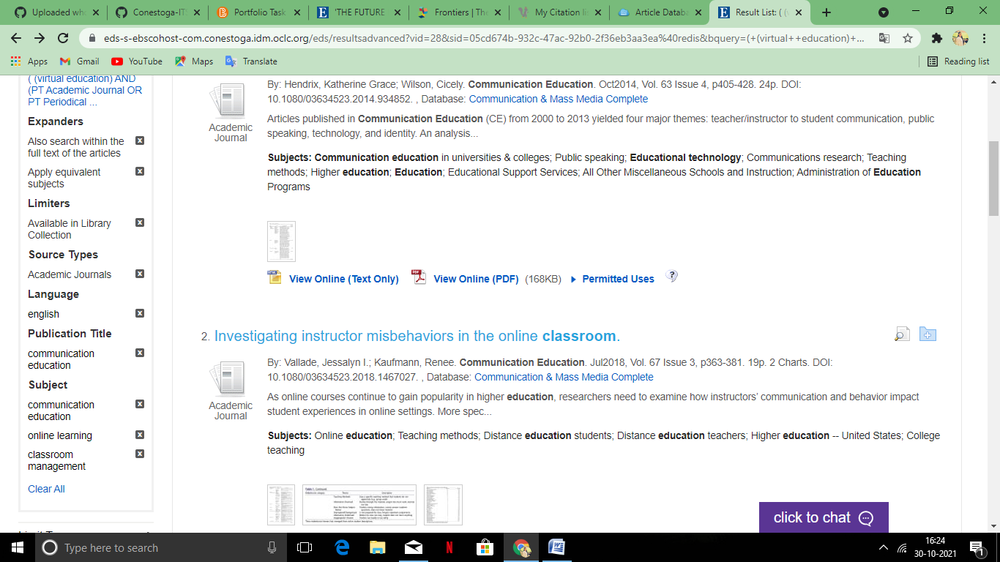 Uploaded who
Conestoga-IT
Portfolio Task
'THE FUTURE
Frontiers | The
My Citation li
Article Databa
Result List: ( (v
eds-s-ebscohost-com.conestoga.idm.oclc.org/eds/resultsadvanced?vid=28&sid=05cd674b-932c-47ac-92b0-2f36eb3aa3ea%40redis&bquery=(+(virtual++education)+...
Apps
Gmail
YouTube
Maps
Translate
Reading list
( (virtual education) AND
(PT Academic Journal OR
PT Periodical ...
Expanders
Also search within the
full text of the articles
Apply equivalent
subjects
Limiters
Available in Library
Collection
Source Types
Academic Journals
Language
english
Publication Title
communication
education
Subject
communication
education
online learning
classroom
management
Clear All
Academic
Journal
By: Hendrix, Katherine Grace; Wilson, Cicely. Communication Education. Oct2014, Vol. 63 Issue 4, p405-428. 24p. DOI:
10.1080/03634523.2014.934852. , Database: Communication & Mass Media Complete
Articles published in Communication Education (CE) from 2000 to 2013 yielded four major themes: teacher/instructor to student communication, public
speaking, technology, and identity. An analysis...
Subjects: Communication education in universities & colleges; Public speaking; Educational technology; Communications research; Teaching
methods; Higher education; Education; Educational Support Services; All Other Miscellaneous Schools and Instruction; Administration of Education
Programs
View Online (Text Only)
View Online (PDF) (168KB)
Permitted Uses
2. Investigating instructor misbehaviors in the online classroom.
Academic
Journal
By: Vallade, Jessalyn I.; Kaufmann, Renee. Communication Education. Jul2018, Vol. 67 Issue 3, p363-381. 19p. 2 Charts. DOI:
10.1080/03634523.2018.1467027. , Database: Communication & Mass Media Complete
As online courses continue to gain popularity in higher education, researchers need to examine how instructors' communication and behavior impact
student experiences in online settings. More spec...
Subjects: Online education; Teaching methods; Distance education students; Distance education teachers; Higher education -- United States; College
teaching
click to chat
Type here to search
16:24
30-10-2021
1